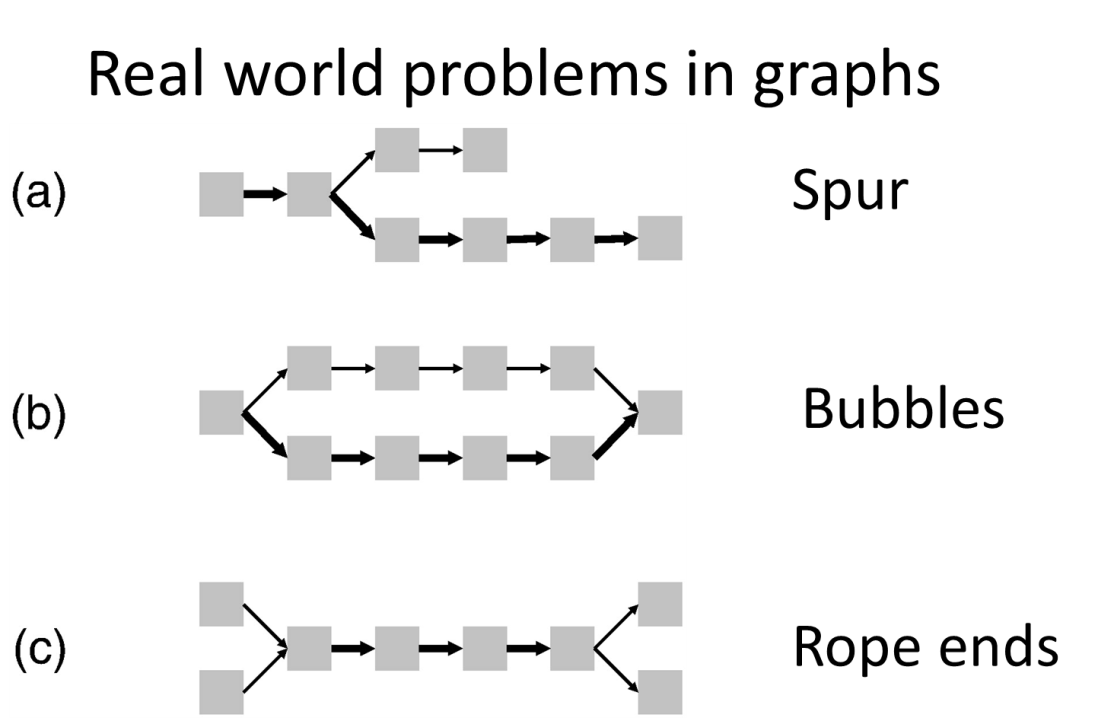 Real world problems in graphs
(a) Spur
(b) Bubbles
(c) Rope ends